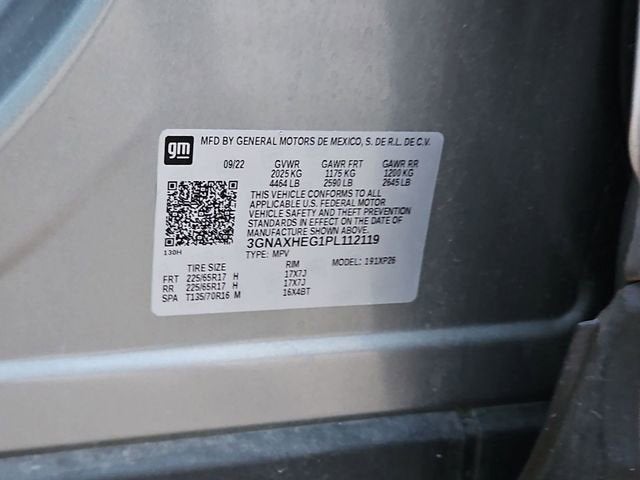 gm
MFD BY GENERAL MOTORS DE MEXICO, S. DE R.L. DE C.V.
09/22 GVWR GAWR FRT GAWR RR
2025 KG 1175 KG 1200 KG
4464 LB 2590 LB 2645 LB
THIS VEHICLE CONFORMS TO ALL
APPLICABLE U.S. FEDERAL MOTOR
VEHICLE SAFETY AND THEFT PREVENTION
STANDARDS IN EFFECT ON THE DATE OF
MANUFACTURE SHOWN ABOVE.
130H
3GNAXHEG1PL112119
TYPE: MPV MODEL: 191XP26
TIRE SIZE RIM
FRT 225/65R17 H 17X7J
RR 225/65R17 H 17X7J
SPA T135/70R16 M 16X4BT